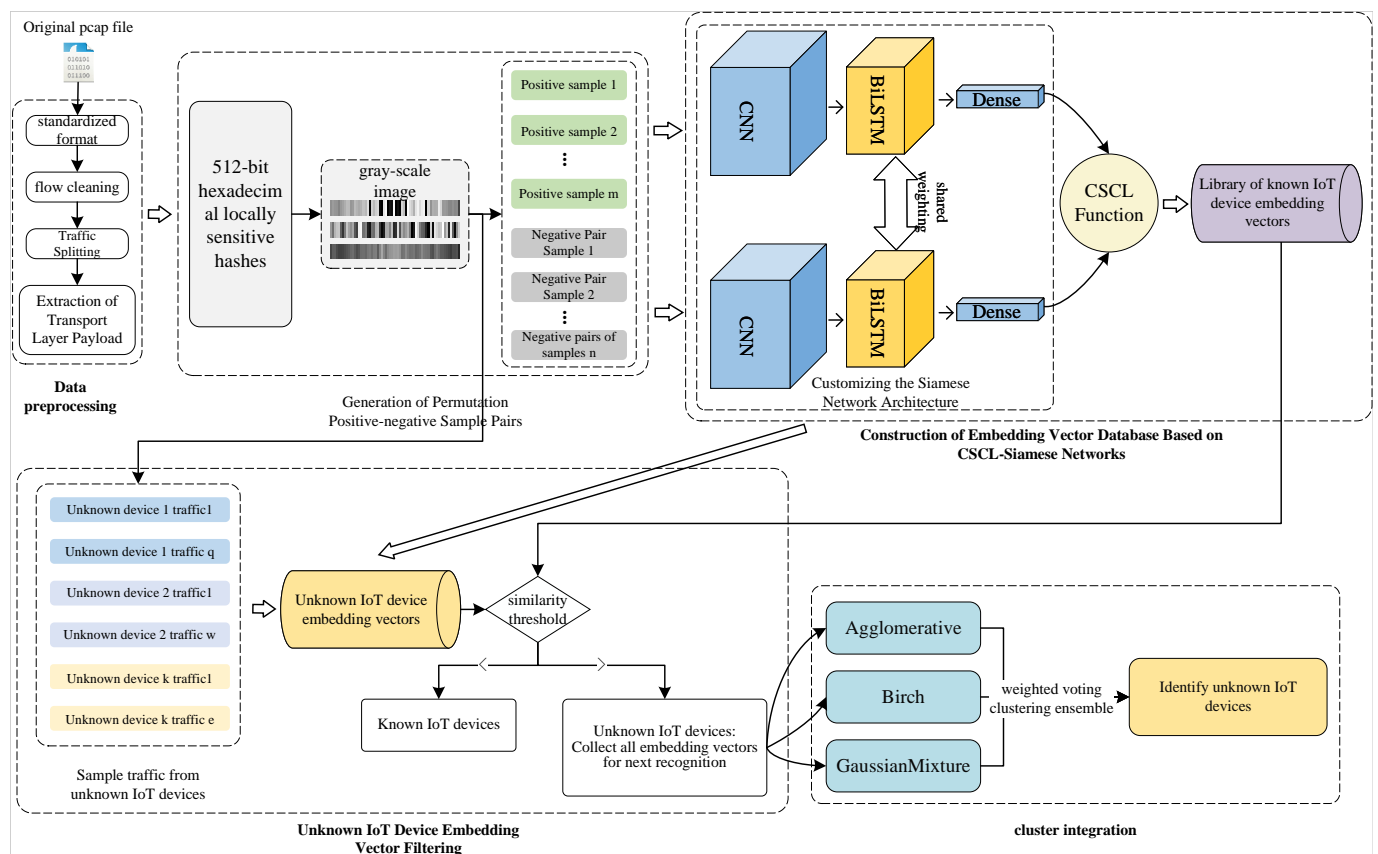 Original pcap file
010101
021020
011100
standardized
format
flow cleaning
Traffic
Splitting
Extraction of
Transport
Layer Payload
Data
preprocessing
512-bit
hexadecim
al locally
sensitive
hashes
gray-scale
image
Positive sample 1
Positive sample 2
Positive sample m
Negative Pair
Sample 1
Negative Pair
Sample 2
Negative pairs of
samples n
Generation of Permutation
Positive-negative Sample Pairs
CNN
BiLSTM
Dense
shared
weighting
CNN
BiLSTM
Dense
Customizing the Siamese
Network Architecture
CSCL
Function
Library of known IoT
device embedding
vectors
Construction of Embedding Vector Database Based on
CSCL-Siamese Networks
Unknown device 1 traffic1
Unknown device 1 traffic q
Unknown device 2 traffic1
Unknown device 2 traffic w
Unknown device k traffic1
Unknown device k traffic e
Sample traffic from
unknown IoT devices
Unknown IoT device
embedding vectors
similarity
threshold
<
>
Known IoT devices
Unknown IoT devices:
Collect all embedding vectors
for next recognition
Unknown IoT Device Embedding
Vector Filtering
Agglomerative
Birch
GaussianMixture
weighted voting
clustering ensemble
Identify unknown IoT
devices
cluster integration